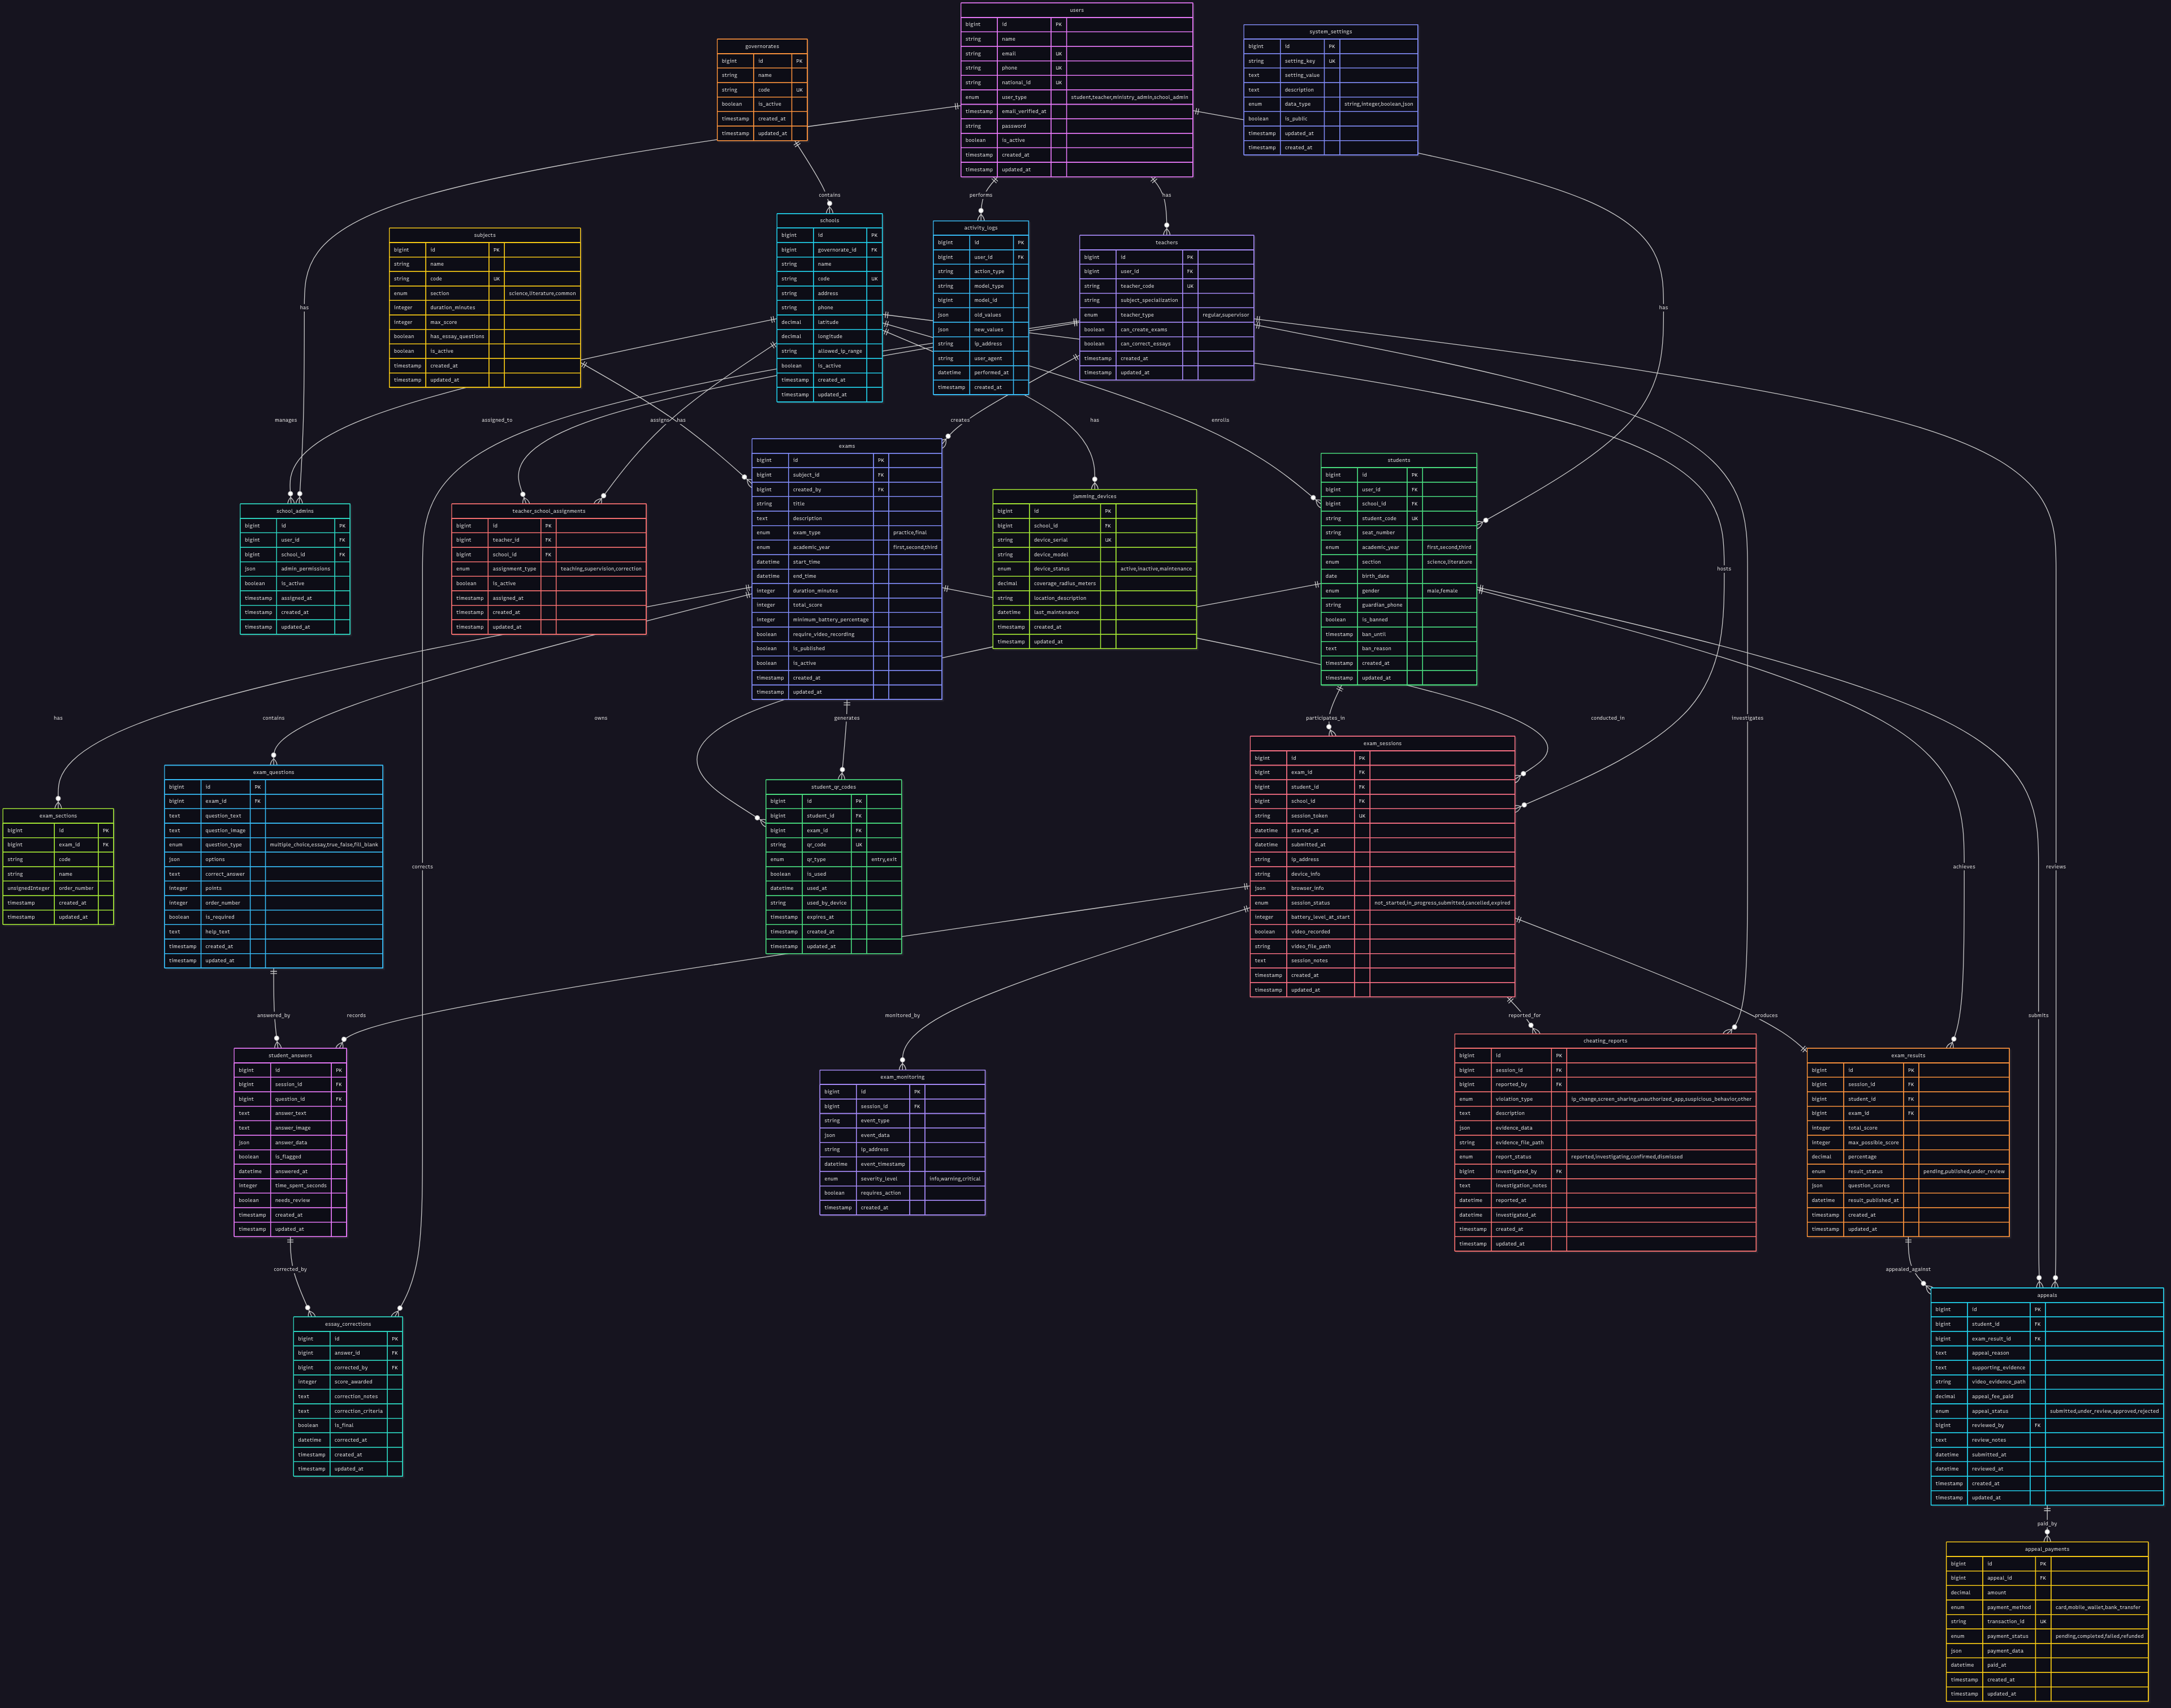 users
bigint id PK
string name
string email UK
string phone UK
string national_id UK
enum user_type student,teacher,ministry_admin,school_admin
timestamp email_verified_at
string password
boolean is_active
timestamp created_at
timestamp updated_at
system_settings
bigint id PK
string setting_key UK
text setting_value
text description
enum data_type string,integer,boolean,json
boolean is_public
timestamp updated_at
timestamp created_at
governorates
bigint id PK
string name
string code UK
boolean is_active
timestamp created_at
timestamp updated_at
contains
performs
has
schools
bigint id PK
bigint governorate_id FK
string name
string code UK
string address
string phone
decimal latitude
decimal longitude
string allowed_ip_range
boolean is_active
timestamp created_at
timestamp updated_at
activity_logs
bigint id PK
bigint user_id FK
string action_type
string model_type
bigint model_id
json old_values
json new_values
string ip_address
string user_agent
datetime performed_at
timestamp created_at
subjects
bigint id PK
string name
string code UK
enum section science,literature,common
integer duration_minutes
integer max_score
boolean has_essay_questions
boolean is_active
timestamp created_at
timestamp updated_at
teachers
bigint id PK
bigint user_id FK
string teacher_code UK
string subject_specialization
enum teacher_type regular,supervisor
boolean can_create_exams
boolean can_correct_essays
timestamp created_at
timestamp updated_at
has
has
manages
assigned_to
assigns
has
creates
has
enrolls
exams
bigint id PK
bigint subject_id FK
bigint created_by FK
string title
text description
enum exam_type practice,final
enum academic_year first,second,third
datetime start_time
datetime end_time
integer duration_minutes
integer total_score
integer minimum_battery_percentage
boolean require_video_recording
boolean is_published
boolean is_active
timestamp created_at
timestamp updated_at
students
bigint id PK
bigint user_id FK
bigint school_id FK
string student_code UK
string seat_number
enum academic_year first,second,third
enum section science,literature
date birth_date
enum gender male,female
string guardian_phone
boolean is_banned
timestamp ban_until
text ban_reason
timestamp created_at
timestamp updated_at
jamming_devices
bigint id PK
bigint school_id FK
string device_serial UK
string device_model
enum device_status active,inactive,maintenance
decimal coverage_radius_meters
string location_description
datetime last_maintenance
timestamp created_at
timestamp updated_at
school_admins
bigint id PK
bigint user_id FK
bigint school_id FK
json admin_permissions
boolean is_active
timestamp assigned_at
timestamp created_at
timestamp updated_at
teacher_school_assignments
bigint id PK
bigint teacher_id FK
bigint school_id FK
enum assignment_type teaching,supervision,correction
boolean is_active
timestamp assigned_at
timestamp created_at
timestamp updated_at
hosts
has
contains
owns
generates
participates_in
conducted_in
investigates
exam_sessions
bigint id PK
bigint exam_id FK
bigint student_id FK
bigint school_id FK
string session_token UK
datetime started_at
datetime submitted_at
string ip_address
string device_info
json browser_info
enum session_status not_started,in_progress,submitted,cancelled,expired
integer battery_level_at_start
boolean video_recorded
string video_file_path
text session_notes
timestamp created_at
timestamp updated_at
exam_questions
bigint id PK
bigint exam_id FK
text question_text
text question_image
enum question_type multiple_choice,essay,true_false,fill_blank
json options
text correct_answer
integer points
integer order_number
boolean is_required
text help_text
timestamp created_at
timestamp updated_at
student_qr_codes
bigint id PK
bigint student_id FK
bigint exam_id FK
string qr_code UK
enum qr_type entry,exit
boolean is_used
datetime used_at
string used_by_device
timestamp expires_at
timestamp created_at
timestamp updated_at
exam_sections
bigint id PK
bigint exam_id FK
string code
string name
unsignedInteger order_number
timestamp created_at
timestamp updated_at
corrects
achieves
reviews
answered_by
records
monitored_by
reported_for
produces
submits
cheating_reports
bigint id PK
bigint session_id FK
bigint reported_by FK
enum violation_type ip_change,screen_sharing,unauthorized_app,suspicious_behavior,other
text description
json evidence_data
string evidence_file_path
enum report_status reported,investigating,confirmed,dismissed
bigint investigated_by FK
text investigation_notes
datetime reported_at
datetime investigated_at
timestamp created_at
timestamp updated_at
student_answers
bigint id PK
bigint session_id FK
bigint question_id FK
text answer_text
text answer_image
json answer_data
boolean is_flagged
datetime answered_at
integer time_spent_seconds
boolean needs_review
timestamp created_at
timestamp updated_at
exam_results
bigint id PK
bigint session_id FK
bigint student_id FK
bigint exam_id FK
integer total_score
integer max_possible_score
decimal percentage
enum result_status pending,published,under_review
json question_scores
datetime result_published_at
timestamp created_at
timestamp updated_at
exam_monitoring
bigint id PK
bigint session_id FK
string event_type
json event_data
string ip_address
datetime event_timestamp
enum severity_level info,warning,critical
boolean requires_action
timestamp created_at
corrected_by
appealed_against
appeals
bigint id PK
bigint student_id FK
bigint exam_result_id FK
text appeal_reason
text supporting_evidence
string video_evidence_path
decimal appeal_fee_paid
enum appeal_status submitted,under_review,approved,rejected
bigint reviewed_by FK
text review_notes
datetime submitted_at
datetime reviewed_at
timestamp created_at
timestamp updated_at
essay_corrections
bigint id PK
bigint answer_id FK
bigint corrected_by FK
integer score_awarded
text correction_notes
text correction_criteria
boolean is_final
datetime corrected_at
timestamp created_at
timestamp updated_at
paid_by
appeal_payments
bigint id PK
bigint appeal_id FK
decimal amount
enum payment_method card,mobile_wallet,bank_transfer
string transaction_id UK
enum payment_status pending,completed,failed,refunded
json payment_data
datetime paid_at
timestamp created_at
timestamp updated_at